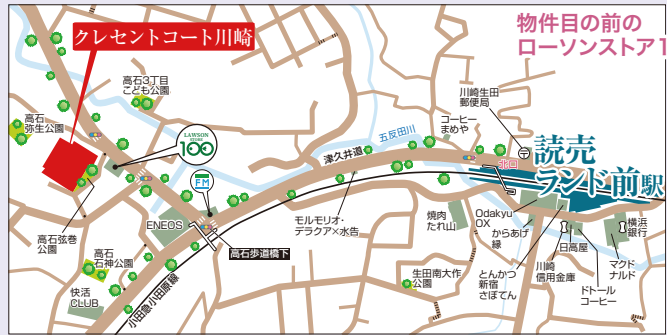 物件目の前の
ローソンストア1
クレセントコート川崎
高石3丁目
こども公園
高石
弥生公園
LAWSON
STORE
100
FM
ENEOS
高石弦巻
公園
高石
石神公園
快活
CLUB
高石歩道橋下
小田急小田原線
津久井道
五反田川
モルモリオ・
デラクア×水告
コーヒー
まめや
川崎生田
郵便局
〒
北口
読売
ランド前駅
焼肉
たれ山
生田南大作
公園
Odakyu
OX
からあげ
縁
とんかつ
新宿
さぼてん
川崎
信用金庫
日高屋
ドトール
コーヒー
マクド
ナルド
横浜
銀行